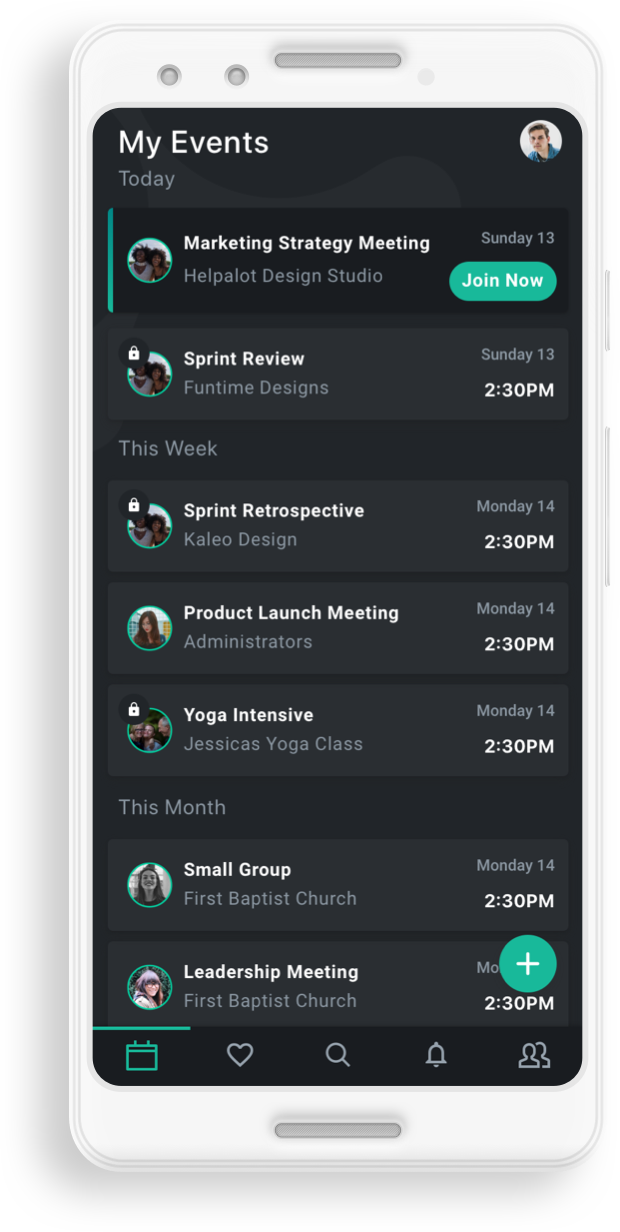 My Events
Today
Marketing Strategy Meeting
Sunday 13
Helpalot Design Studio
Join Now
Sprint Review
Sunday 13
Funtime Designs
2:30PM
This Week
Sprint Retrospective
Monday 14
Kaleo Design
2:30PM
Product Launch Meeting
Monday 14
Administrators
2:30PM
Yoga Intensive
Monday 14
Jessicas Yoga Class
2:30PM
This Month
Small Group
Monday 14
First Baptist Church
2:30PM
Leadership Meeting
Mo
First Baptist Church
2:30PM